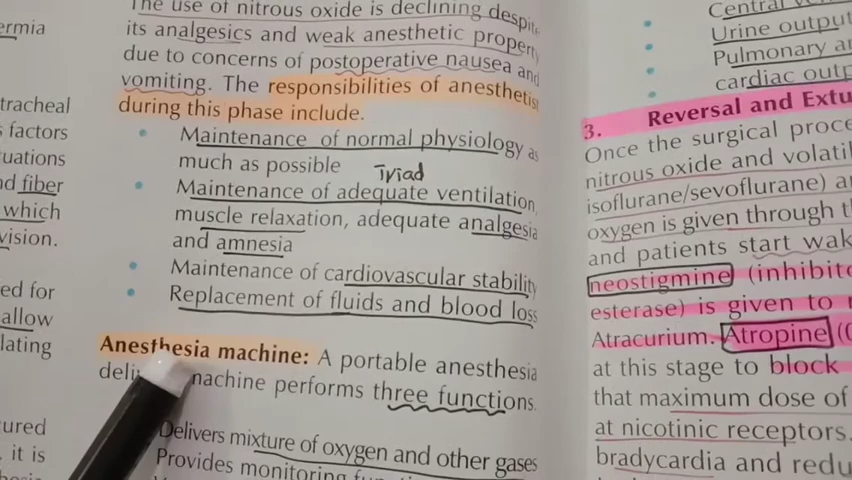 ermia
tracheal
factors
uations
nd fiber
which
vision.
ed for
allow
lating
ured
it is
The use of nitrous oxide is declining despite
its analgesics and weak anesthetic property
due to concerns of postoperative nausea and
vomiting. The responsibilities of anesthetist
during this phase include.
• Maintenance of normal physiology as
much as possible
Triad
• Maintenance of adequate ventilation,
muscle relaxation, adequate analgesia
and amnesia
• Maintenance of cardiovascular stability
• Replacement of fluids and blood loss
Anesthesia machine: A portable anesthesia
deli machine performs three functions.
Delivers mixture of oxygen and other gases
Provides monitoring
• Central
• Urine output
• Pulmonary
• cardiac outp
3. Reversal and Extu
Once the surgical proce
nitrous oxide and volatil
isoflurane/sevoflurane) a
oxygen is given through t
and patients start wak
neostigmine (inhibito
esterase) is given to
Atracurium. Atropine
at this stage to block
that maximum dose of
at nicotinic receptors.
bradycardia and redu